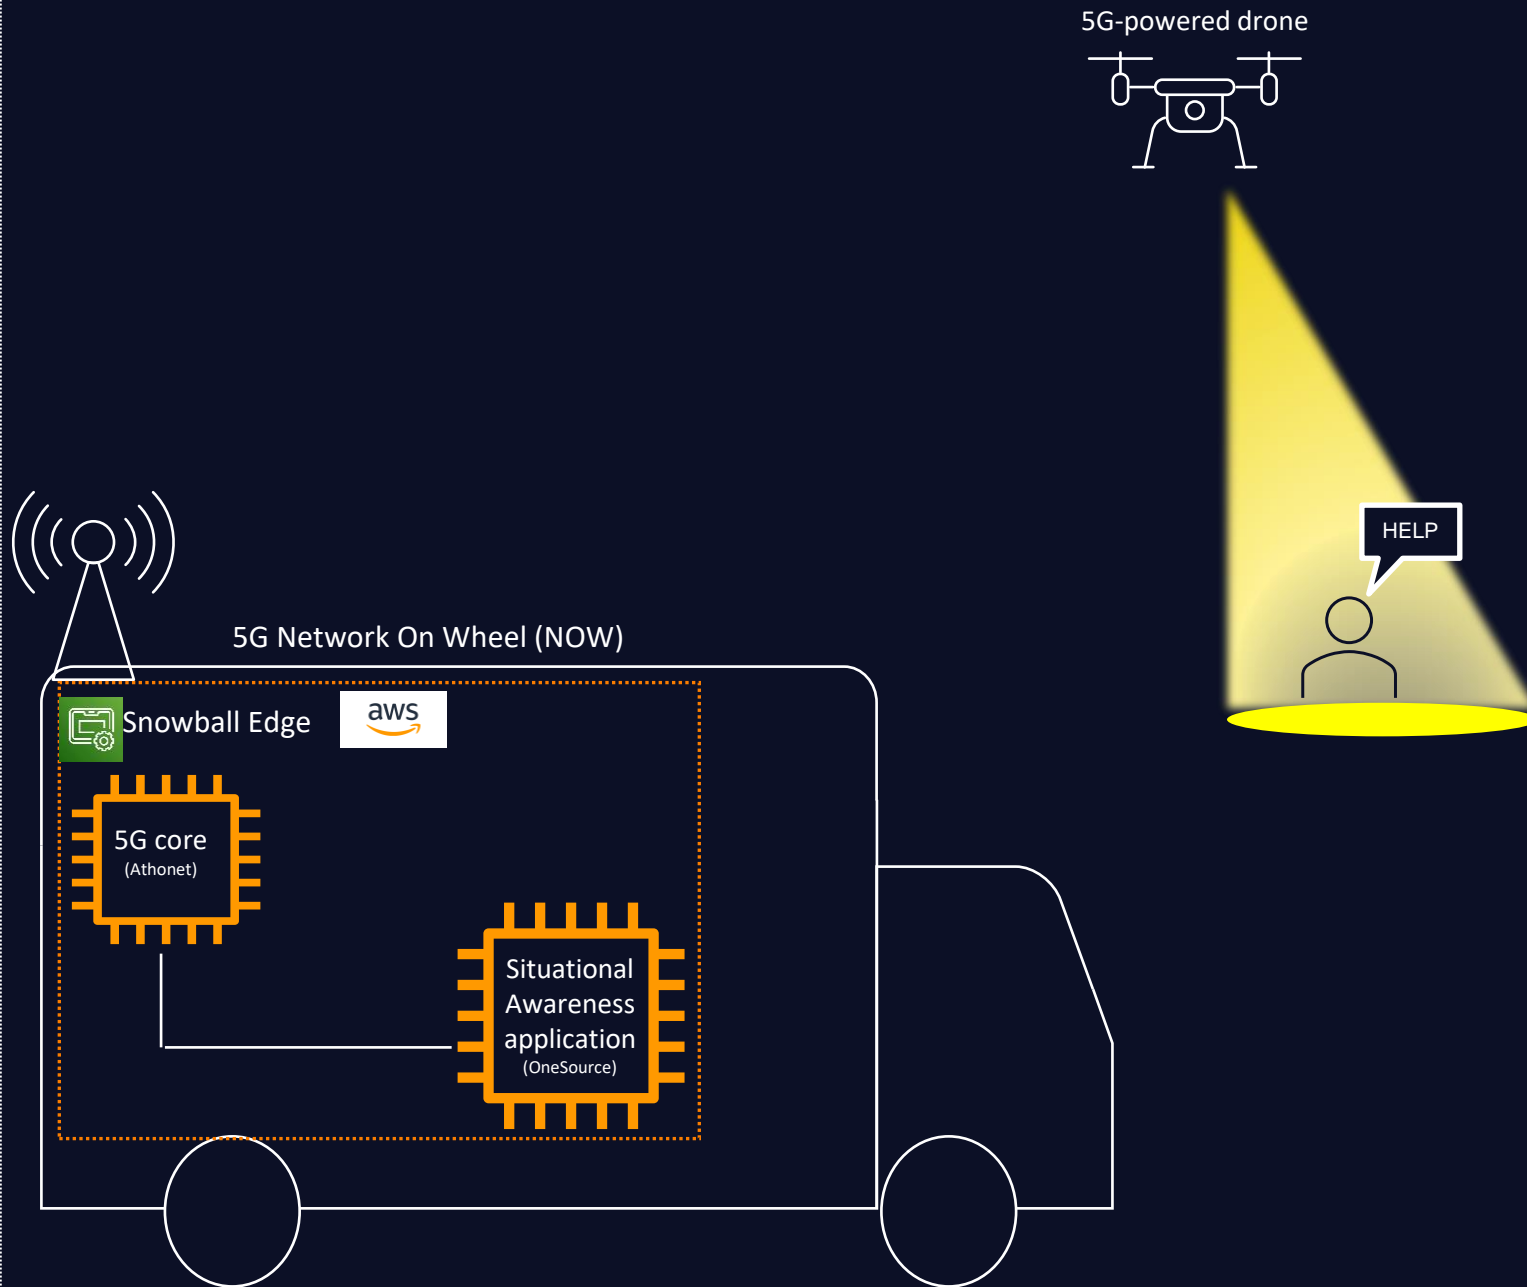 5G-powered drone
HELP
5G Network On Wheel (NOW)
Snowball Edge
aws
5G core
(Athonet)
Situational
Awareness
application
(OneSource)